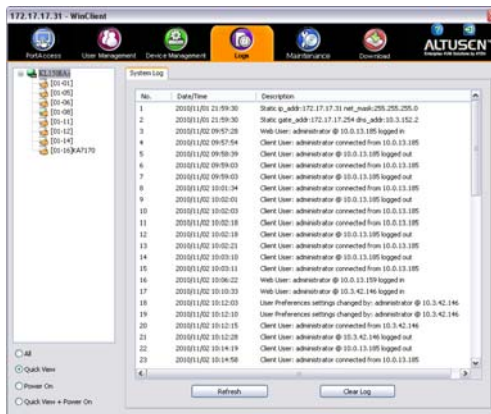 172.17.17.31 - WinClient
PortAccess
User Management
Device Management
Logs
Maintenance
Download
ALTUSEN
[01-01]
[01-05]
[01-06]
[01-08]
[01-11]
[01-12]
[01-14]
[01-16]KA7170
System Log
No. Date/Time Description
1 2010/11/01 21:59:30 Static ip_addr:172.17.17.31 net_mask:255.255.255.0
2 2010/11/01 21:59:30 Static gate_addr:172.17.17.254 dns_addr:10.3.152.2
3 2010/11/02 09:57:28 Web User: administrator @ 10.0.13.185 logged in
4 2010/11/02 09:57:54 Client User: administrator connected from 10.0.13.185
5 2010/11/02 09:58:39 Client User: administrator @ 10.0.13.185 logged out
6 2010/11/02 09:59:03 Client User: administrator connected from 10.0.13.185
7 2010/11/02 09:59:03 Client User: administrator @ 10.0.13.185 logged out
8 2010/11/02 10:01:34 Client User: administrator connected from 10.0.13.185
9 2010/11/02 10:02:01 Client User: administrator @ 10.0.13.185 logged out
10 2010/11/02 10:02:03 Client User: administrator connected from 10.0.13.185
11 2010/11/02 10:02:18 Client User: administrator connected from 10.0.13.185
12 2010/11/02 10:02:18 Client User: administrator @ 10.0.13.185 logged out
13 2010/11/02 10:02:21 Client User: administrator @ 10.0.13.185 logged out
14 2010/11/02 10:03:10 Client User: administrator @ 10.0.13.185 logged out
15 2010/11/02 10:03:11 Client User: administrator connected from 10.0.13.185
16 2010/11/02 10:06:22 Web User: administrator @ 10.0.13.159 logged in
17 2010/11/02 10:10:33 Web User: administrator @ 10.3.42.146 logged in
18 2010/11/02 10:12:03 User Preferences settings changed by: administrator @ 10.3.42.146
19 2010/11/02 10:12:10 User Preferences settings changed by: administrator @ 10.3.42.146
20 2010/11/02 10:12:15 Client User: administrator connected from 10.3.42.146
21 2010/11/02 10:12:28 Client User: administrator @ 10.3.42.146 logged out
22 2010/11/02 10:14:19 Client User: administrator @ 10.0.13.185 logged out
23 2010/11/02 10:14:58 Client User: administrator connected from 10.0.13.185
All
Quick View
Power On
Quick View + Power On
Refresh
Clear Log